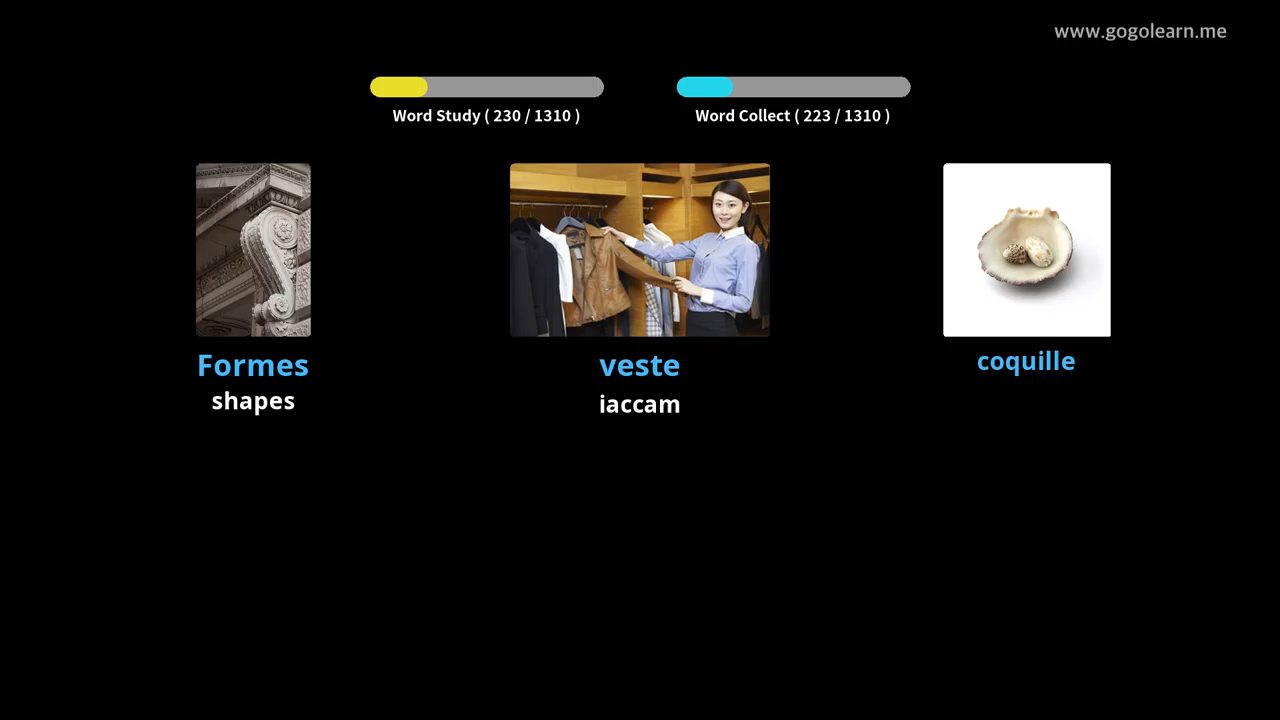 www.gogolearn.me
Word Study ( 230 / 1310 )
Word Collect ( 223 / 1310 )
Formes
veste
coquille
shapes
iaccam